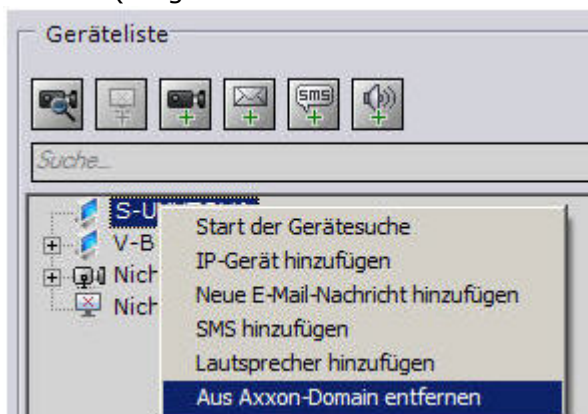 Geräteliste
sms
Suche...
S-U
V-B
Nich
Nich
Start der Gerätesuche
IP-Gerät hinzufügen
Neue E-Mail-Nachricht hinzufügen
SMS hinzufügen
Lautsprecher hinzufügen
Aus Axxon-Domain entfernen